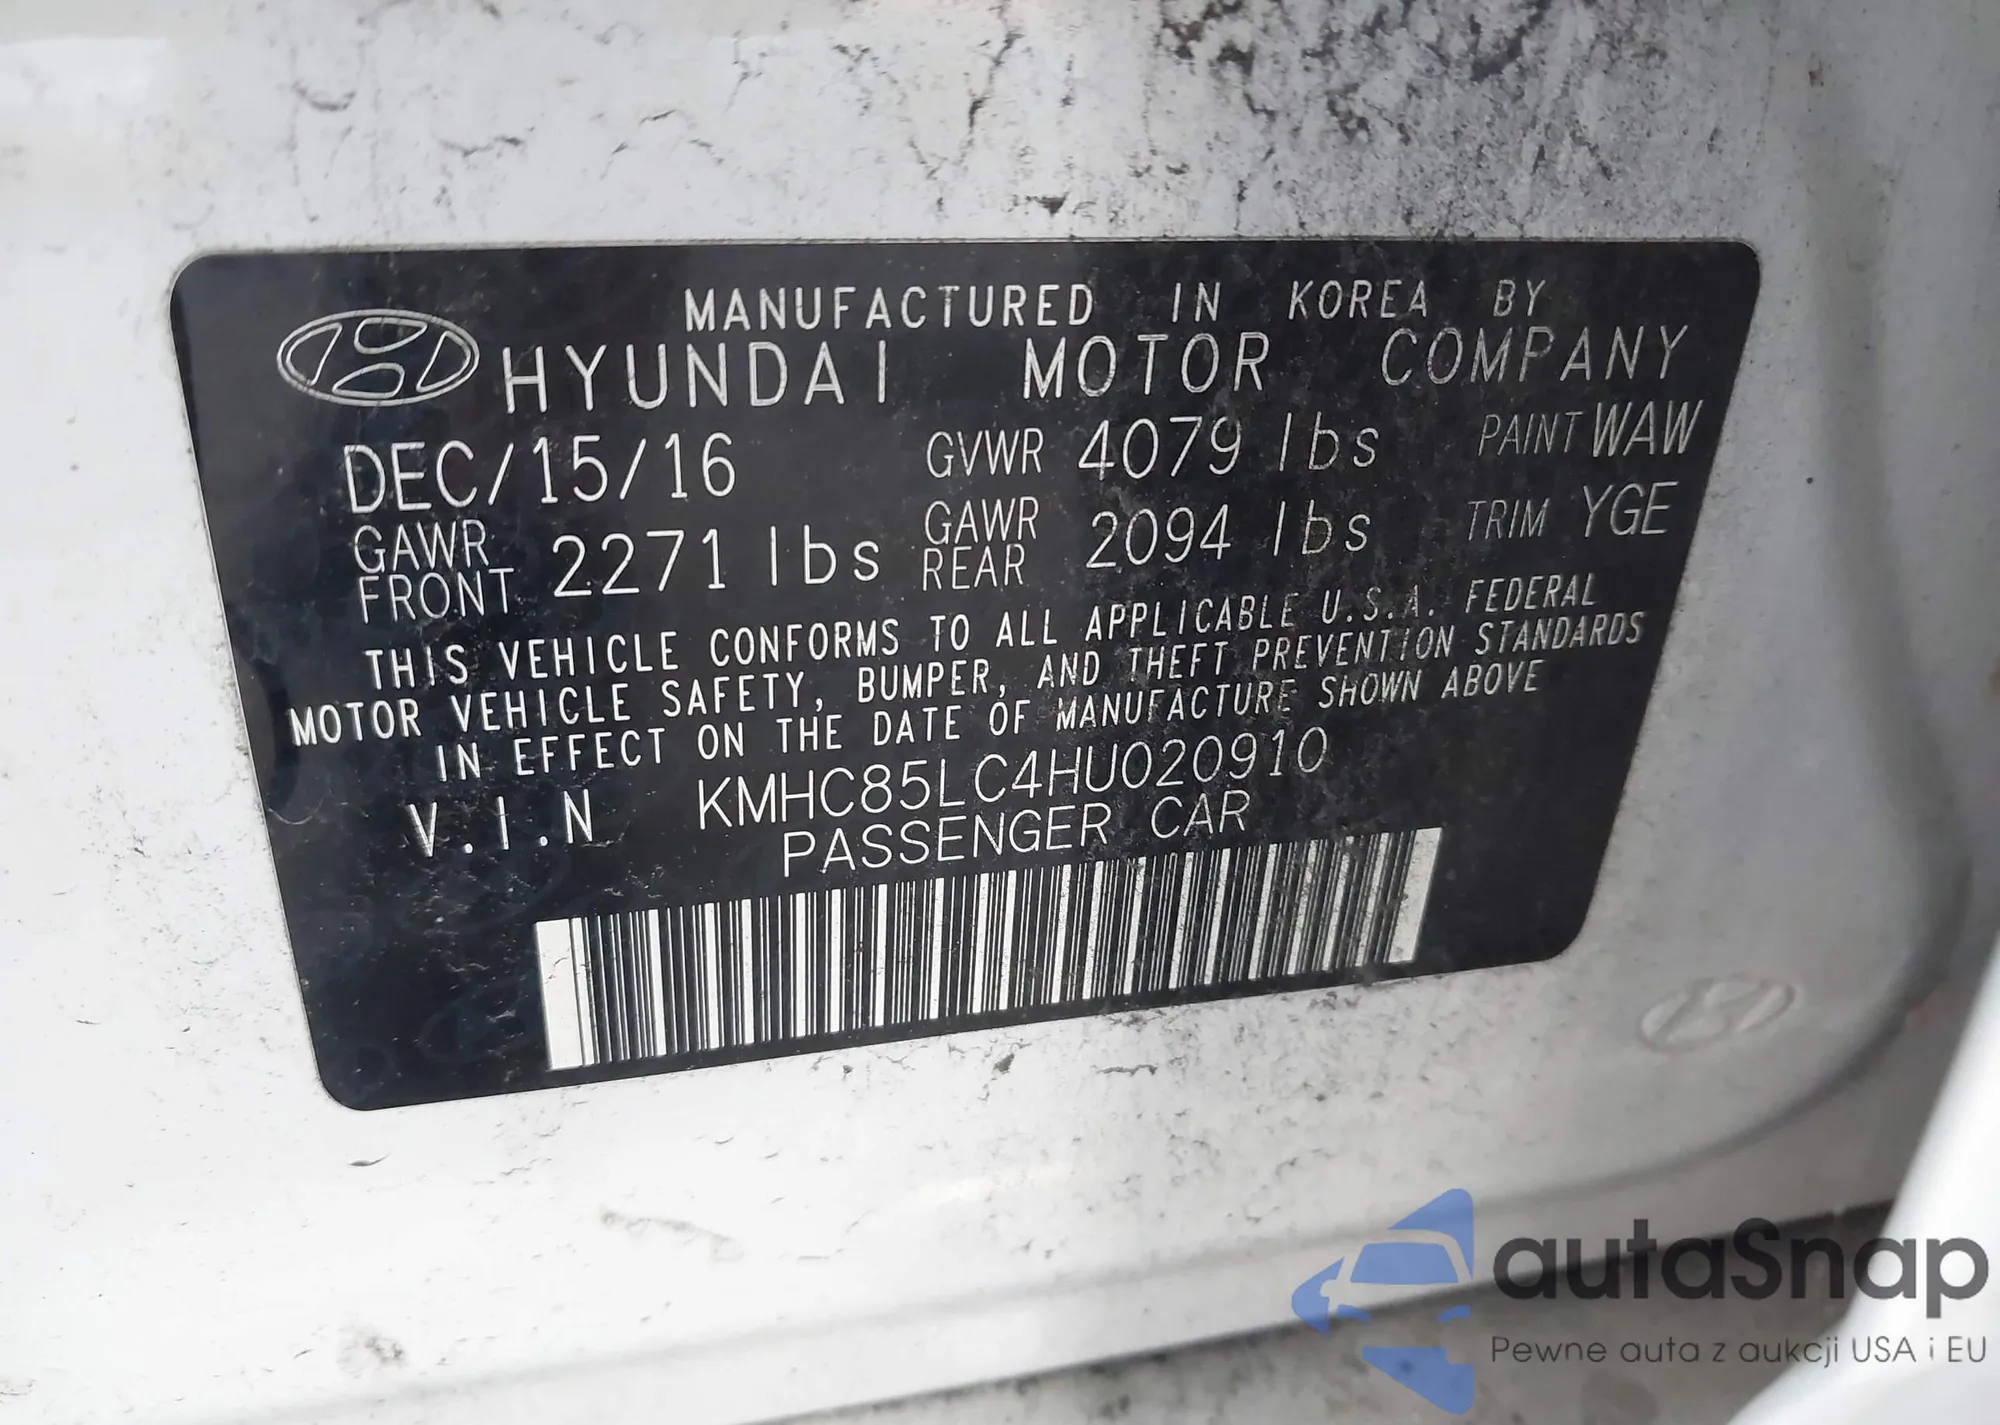 MANUFACTURED IN KOREA BY
HYUNDAI MOTOR COMPANY
DEC/15/16 GVWR 4079 lbs PAINT WAW
GAWR FRONT 2271 lbs GAWR REAR 2094 lbs TRIM YGE
THIS VEHICLE CONFORMS TO ALL APPLICABLE U.S.A. FEDERAL
MOTOR VEHICLE SAFETY, BUMPER, AND THEFT PREVENTION STANDARDS
IN EFFECT ON THE DATE OF MANUFACTURE SHOWN ABOVE
V.I.N KMHC85LC4HU020910
PASSENGER CAR
autaSnap
Pewne auta z aukcji USA i EU